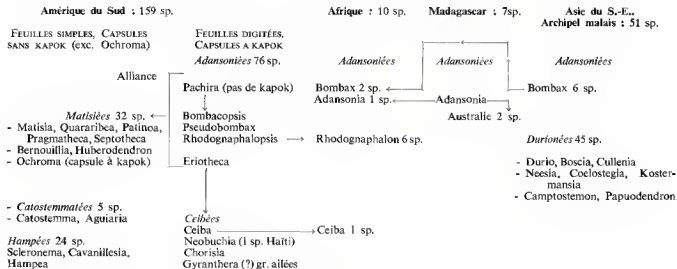 Amérique du Sud : 159 sp.
FEUILLES SIMPLES, CAPSULES
SANS KAPOK (exc. Ochroma)
FEUILLES DIGITÉES,
CAPSULES A KAPOK
Adansoniées 76 sp.
Alliance
Pachira (pas de kapok)
Matisiées 32 sp.
- Matisia, Quararibea, Patinoa,
Pragmatheca, Septotheca
- Bernouillia, Huberodendron
- Ochroma (capsule à kapok)
Bombacopsis
Pseudobombax
Rhodognaphalopsis
Eriotheca
- Catostemmatées 5 sp.
- Catostemma, Aguiaria
Hampées 24 sp.
Scleronema, Cavanillesia,
Hampea
Ceibées
Ceiba
Neobuchia (1 sp. Haïti)
Chorisia
Gyranthera (?) gr. ailées
Afrique : 10 sp.
Adansoniées
Bombax 2 sp.
Adansonia 1 sp.
Rhodognaphalon 6 sp.
Ceiba 1 sp.
Madagascar : 7sp.
Adansoniées
Adansonia
Australie 2 sp.
Asie du S.-E.,
Archipel malais : 51 sp.
Adansoniées
Bombax 6 sp.
Durionées 45 sp.
- Durio, Boscia, Cullenia
- Neesia, Coelostegia, Koster-
mansia
- Camptostemon, Papuodendron